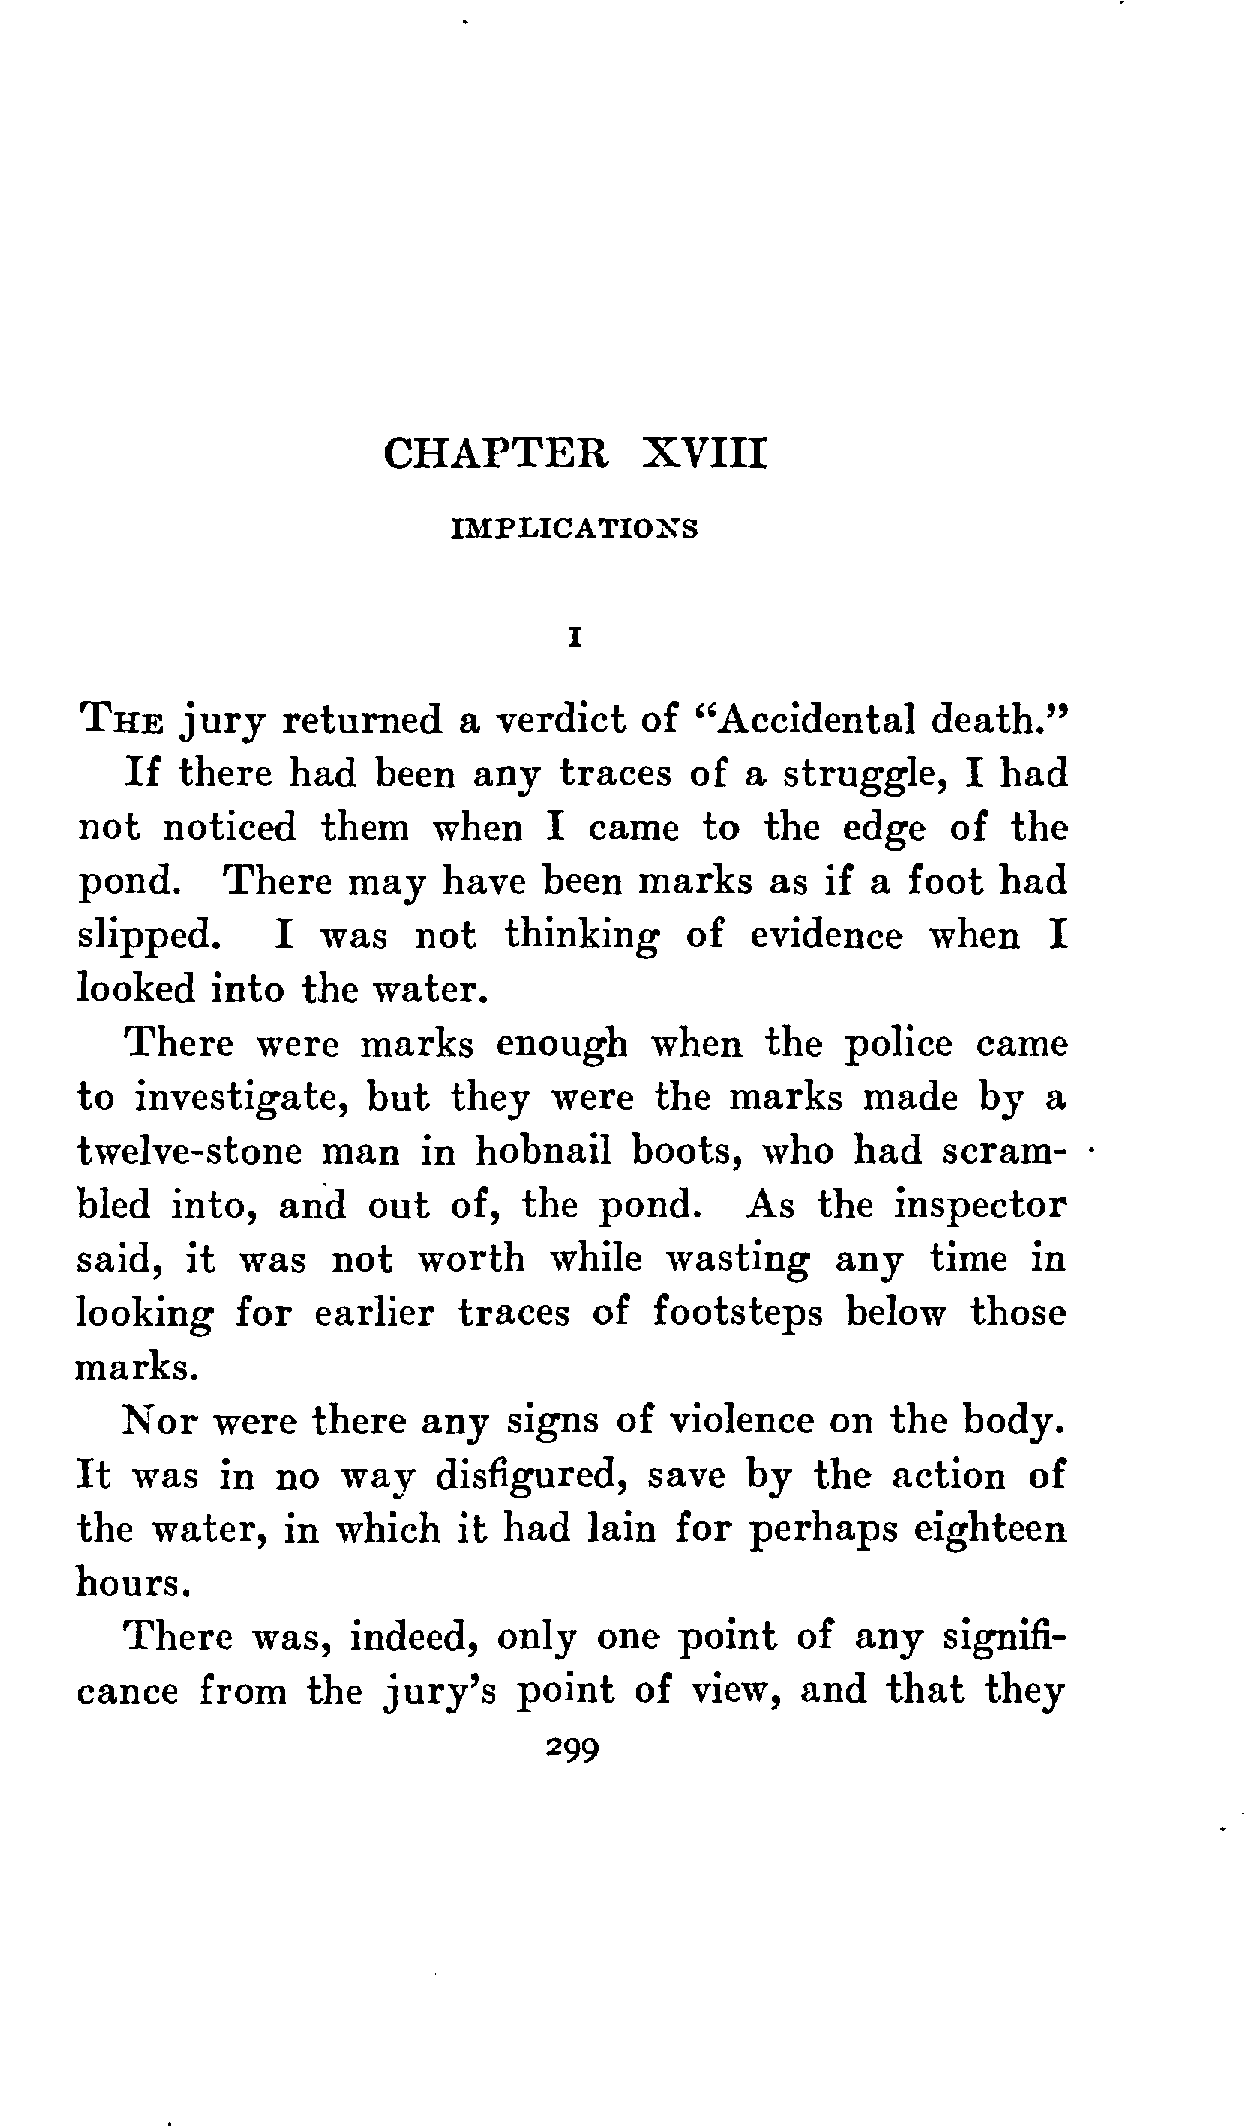 CHAPTER XVIII
IMPLICATIONS
I
THE jury returned a verdict of “Accidental death.”
If there had been any traces of a struggle, I had
not noticed them when I came to the edge of the
pond. There may have been marks as if a foot had
slipped. I was not thinking of evidence when I
looked into the water.
There were marks enough when the police came
to investigate, but they were the marks made by a
twelve-stone man in hobnail boots, who had scram-
bled into, and out of, the pond. As the inspector
said, it was not worth while wasting any time in
looking for earlier traces of footsteps below those
marks.
Nor were there any signs of violence on the body.
It was in no way disfigured, save by the action of
the water, in which it had lain for perhaps eighteen
hours.
There was, indeed, only one point of any signifi-
cance from the jury’s point of view, and that they
299